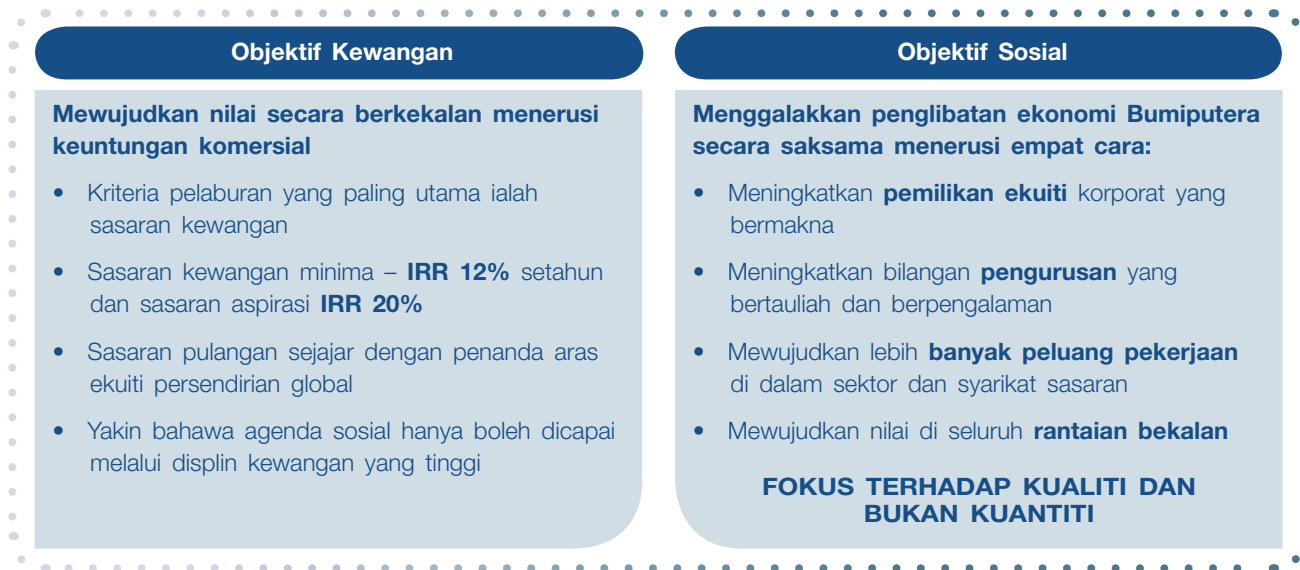 Objektif Kewangan
Mewujudkan nilai secara berkekalan menerusi
keuntungan komersial
• Kriteria pelaburan yang paling utama ialah
sasaran kewangan
• Sasaran kewangan minima – IRR 12% setahun
dan sasaran aspirasi IRR 20%
• Sasaran pulangan sejajar dengan penanda aras
ekuiti persendirian global
• Yakin bahawa agenda sosial hanya boleh dicapai
melalui displin kewangan yang tinggi
Objektif Sosial
Menggalakkan penglibatan ekonomi Bumiputera
secara saksama menerusi empat cara:
• Meningkatkan pemilikan ekuiti korporat yang
bermakna
• Meningkatkan bilangan pengurusan yang
bertauliah dan berpengalaman
• Mewujudkan lebih banyak peluang pekerjaan
di dalam sektor dan syarikat sasaran
• Mewujudkan nilai di seluruh rantaian bekalan
FOKUS TERHADAP KUALITI DAN
BUKAN KUANTITI